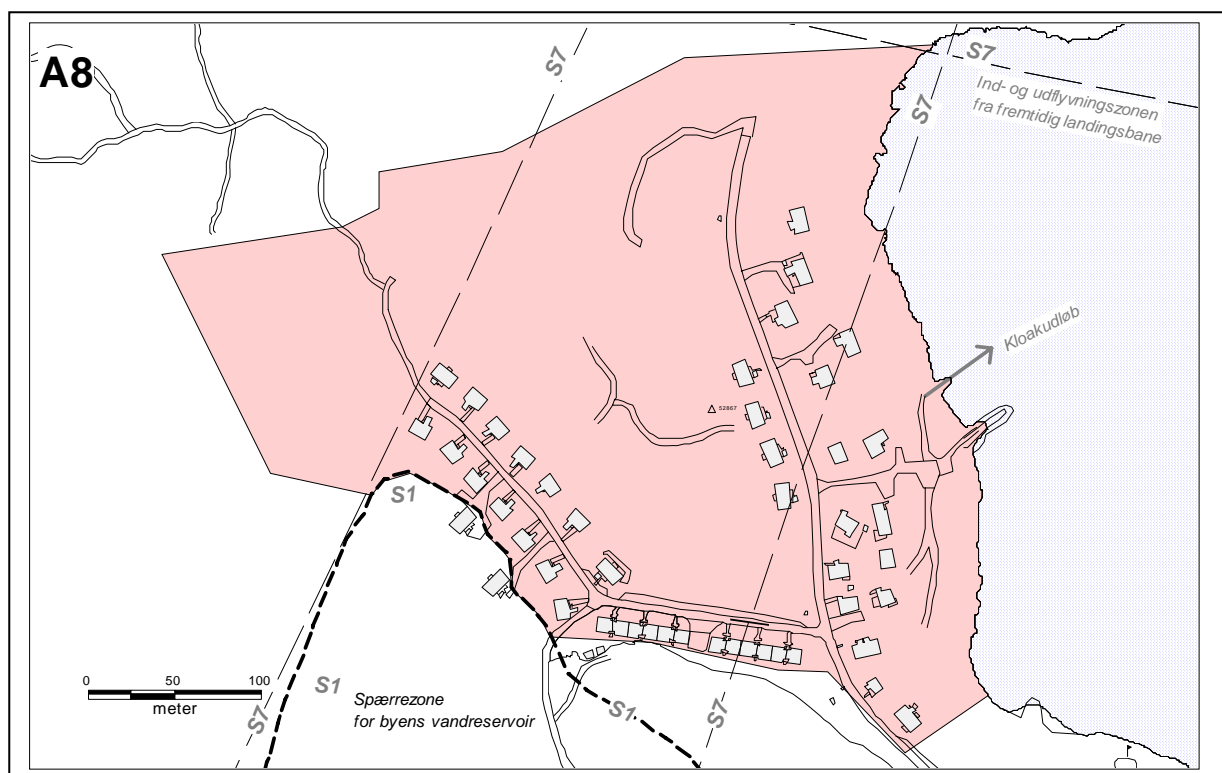 A8
S7
S7
Ind- og udflyvningszonen
fra fremtidig landingsbane
S7
Kloakudløb
52867
S1
0 50 100
meter
S7
S1
Spærrezone
for byens vandreservoir
S1
S7